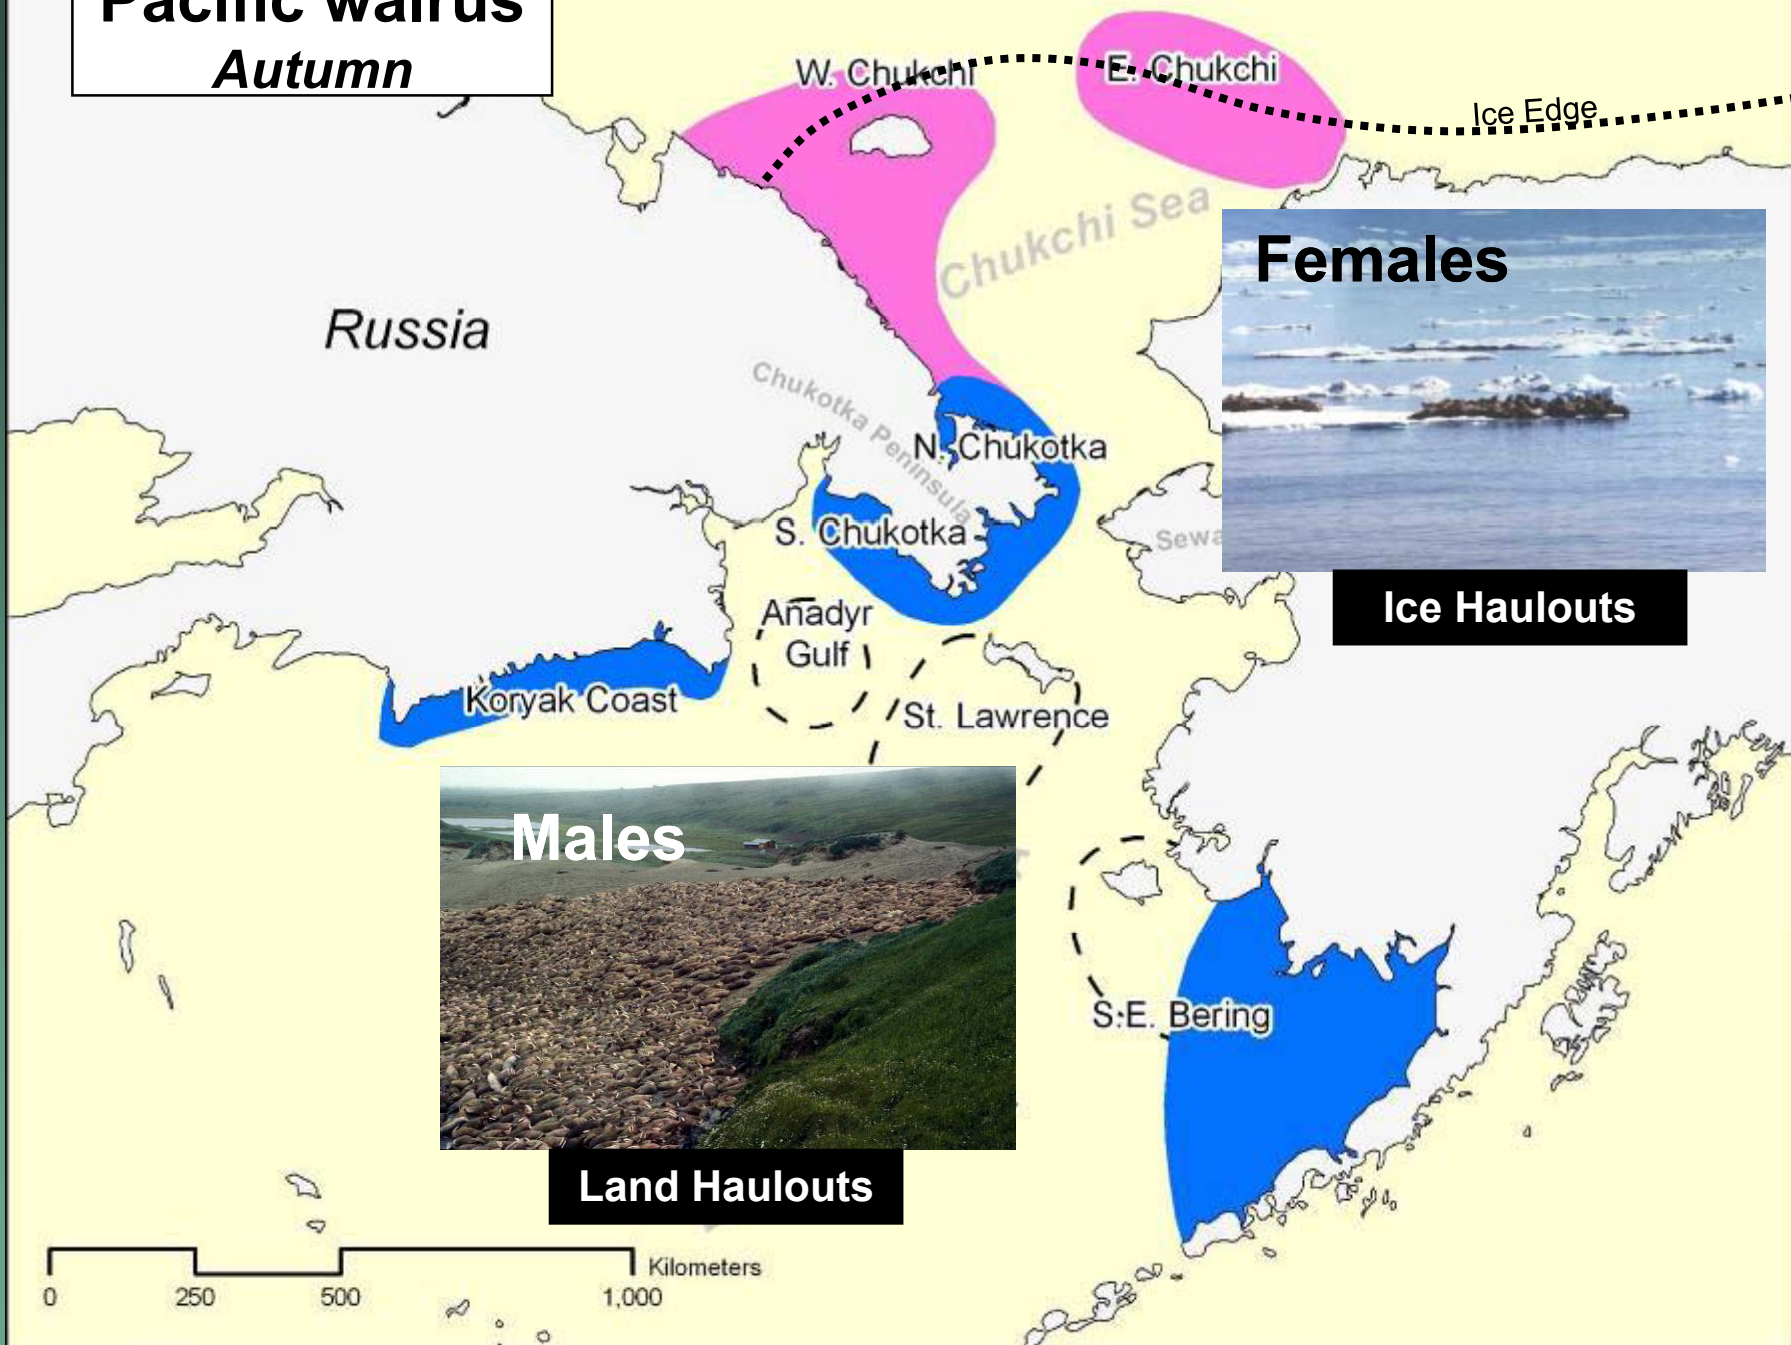 Pacific walrus
Autumn
W. Chukchi
E. Chukchi
Ice Edge
Chukchi Sea
Females
Russia
Chukotka Peninsula
N. Chukotka
S. Chukotka
Ice Haulouts
Anadyr
Gulf
Koryak Coast
St. Lawrence
Males
S.E. Bering
Land Haulouts
Kilometers
0 250 500 1,000